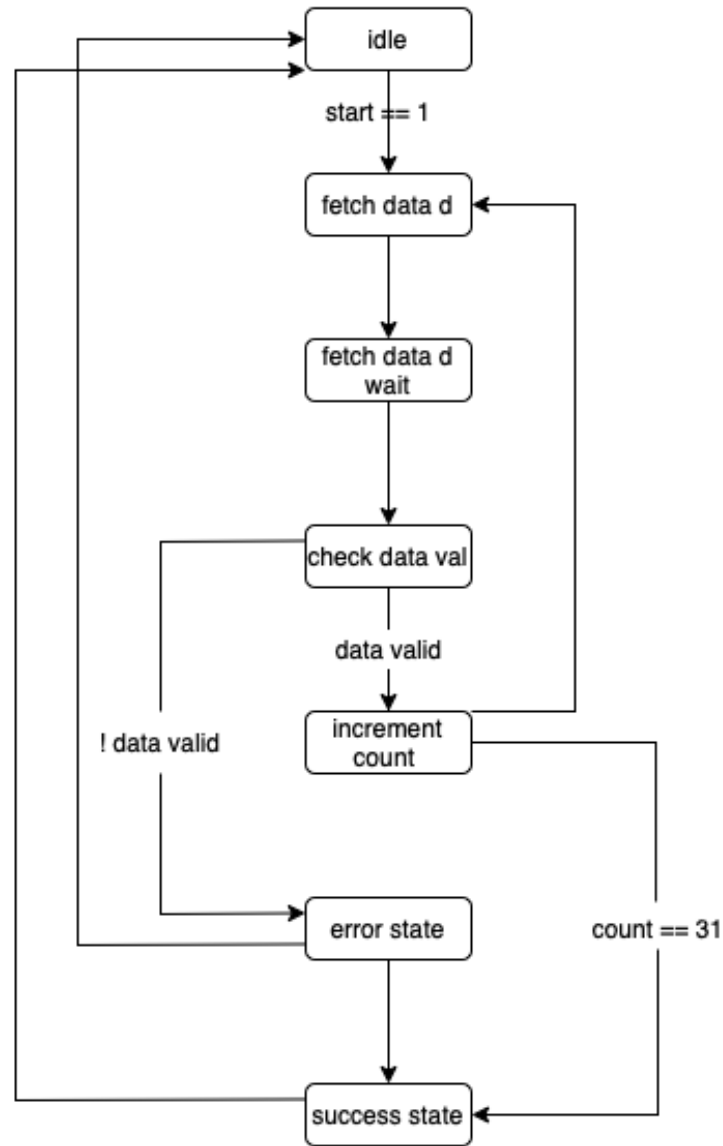 idle
start == 1
fetch data d
fetch data d
wait
check data val
data valid
increment
count
! data valid
error state
count == 31
success state